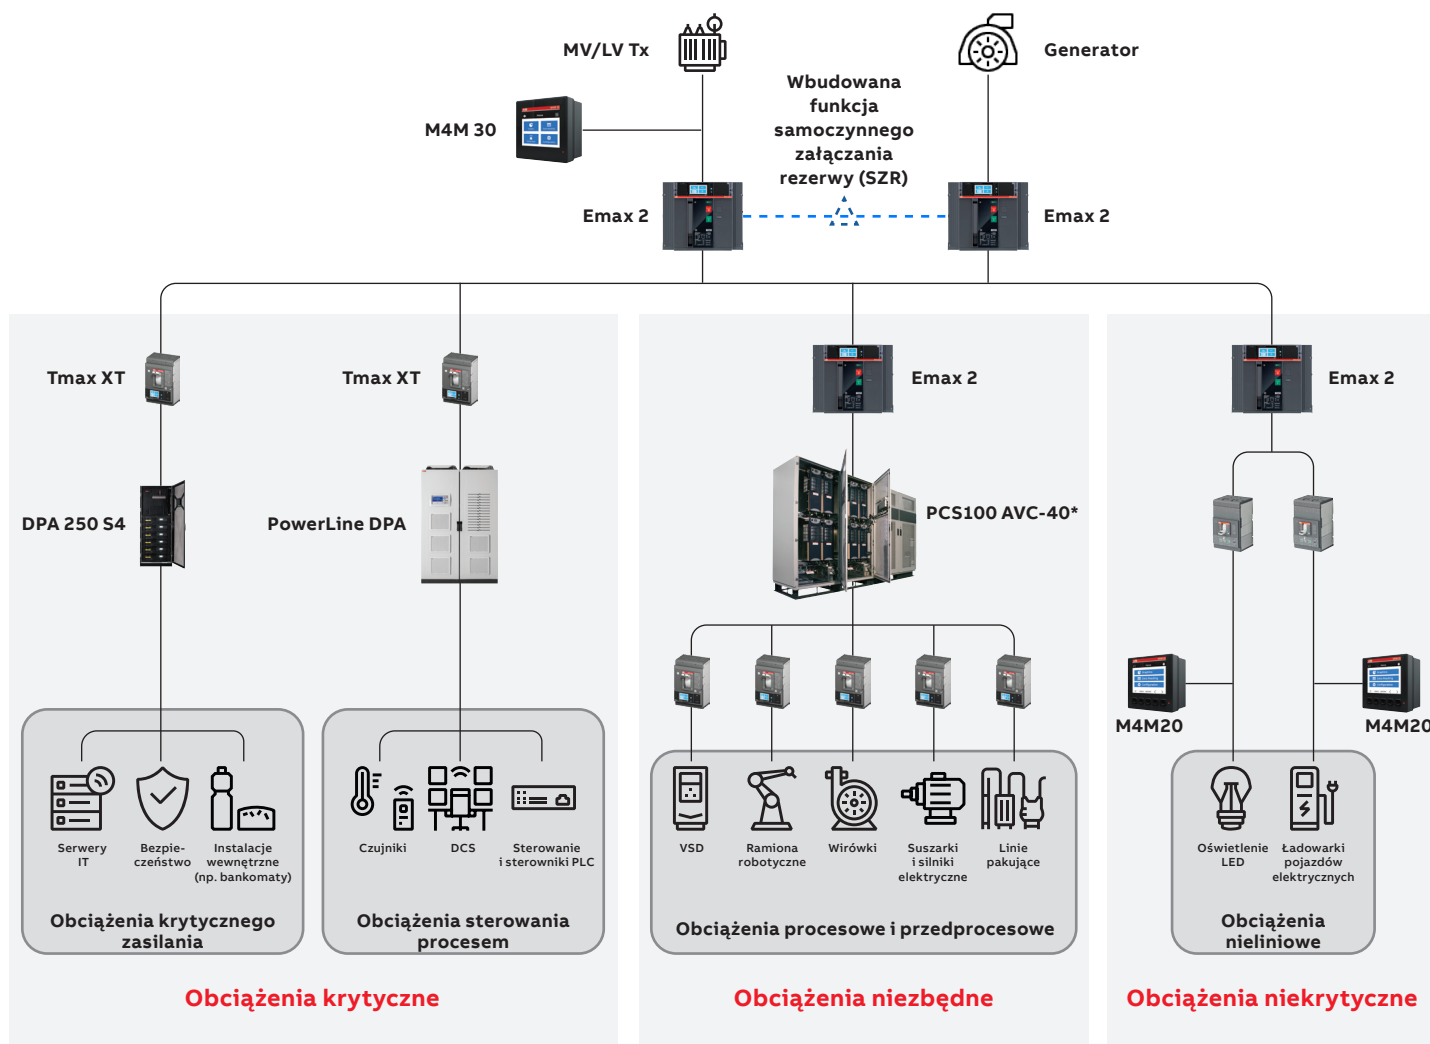 MV/LV Tx
Generator
Wbudowana
funkcja
samoczynnego
załączania
rezerwy (SZR)
M4M 30
Emax 2
Emax 2
Tmax XT
Tmax XT
Emax 2
Emax 2
DPA 250 S4
PowerLine DPA
PCS100 AVC-40*
M4M20
M4M20
Serwery
IT
Bezpie-
czeństwo
Instalacje
wewnętrzne
(np. bankomaty)
Obciążenia krytycznego
zasilania
Czujniki
DCS
Sterowanie
i sterowniki PLC
Obciążenia sterowania
procesem
VSD
Ramiona
robotyczne
Wirówki
Suszarki
i silniki
elektryczne
Linie
pakujące
Obciążenia procesowe i przedprocesowe
Oświetlenie
LED
Ładowarki
pojazdów
elektrycznych
Obciążenia
nieliniowe
Obciążenia krytyczne
Obciążenia niezbędne
Obciążenia niekrytyczne